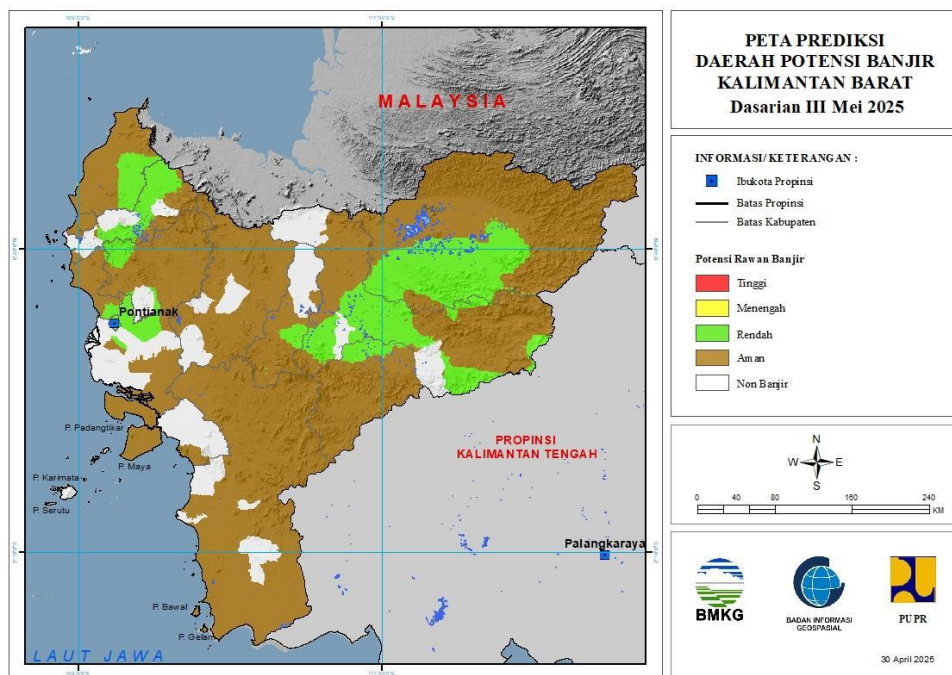 PETA PREDIKSI
DAERAH POTENSI BANJIR
KALIMANTAN BARAT
Dasarian III Mei 2025
INFORMASI/ KETERANGAN :
Ibukota Propinsi
Batas Propinsi
Batas Kabupaten
Potensi Rawan Banjir
Tinggi
Menengah
Rendah
Aman
Non Banjir
MALAYSIA
Pontianak
P. Padangtikar
P. Maya
P. Karimata
P. Serutu
PROPINSI
KALIMANTAN TENGAH
Palangkaraya
P. Bawal
P. Gelam
LAUT JAWA
N
W E
S
0 40 80 160 240
KM
BMKG
BADAN INFORMASI
GEOSPASIAL
PUPR
30 April 2025